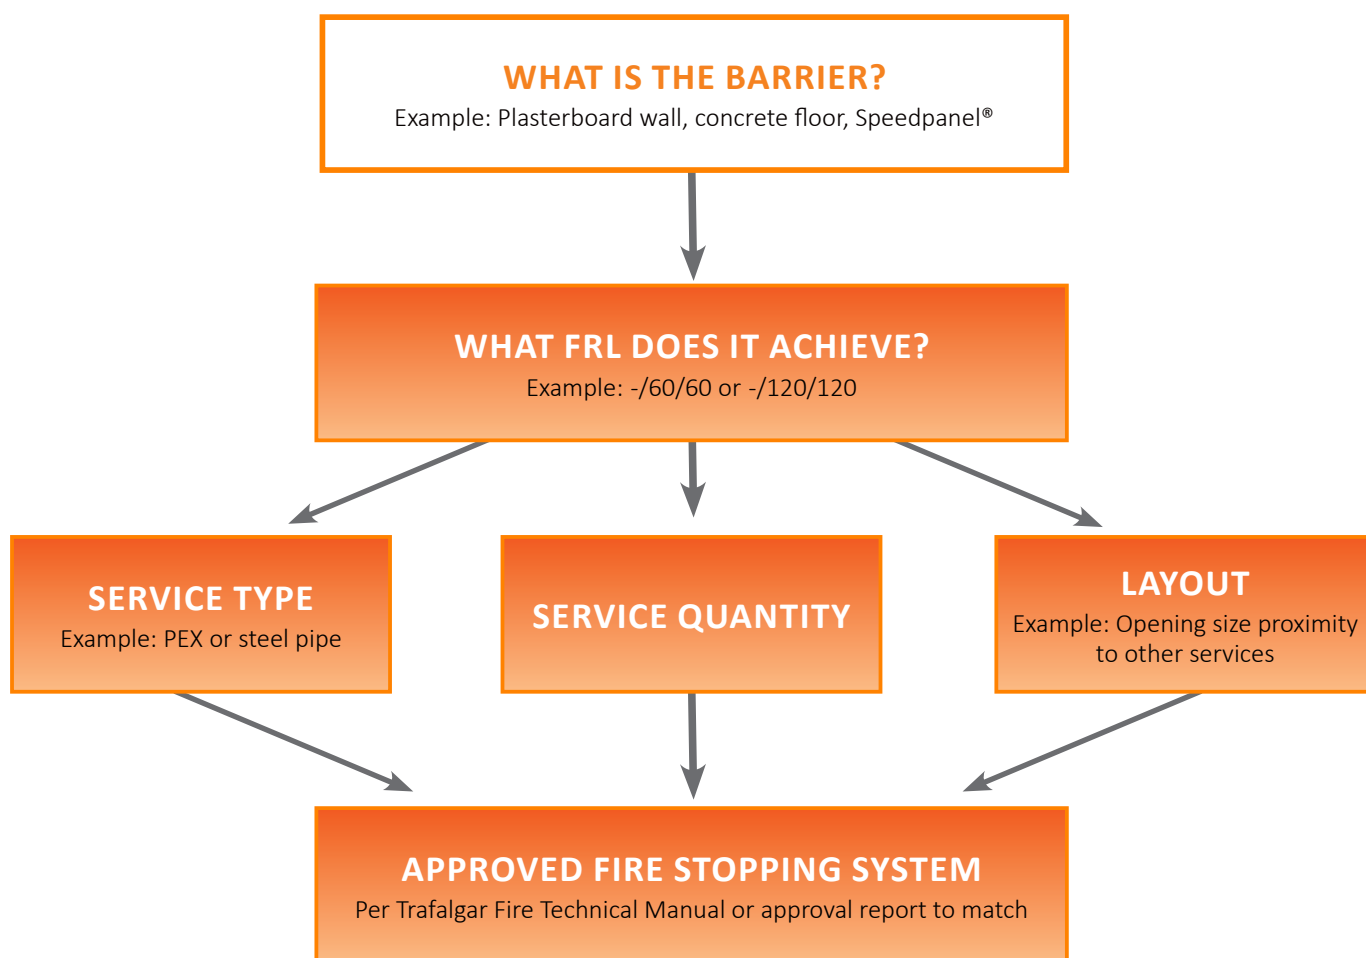 WHAT IS THE BARRIER?
Example: Plasterboard wall, concrete floor, Speedpanel®
WHAT FRL DOES IT ACHIEVE?
Example: -/60/60 or -/120/120
SERVICE TYPE
Example: PEX or steel pipe
SERVICE QUANTITY
LAYOUT
Example: Opening size proximity
to other services
APPROVED FIRE STOPPING SYSTEM
Per Trafalgar Fire Technical Manual or approval report to match